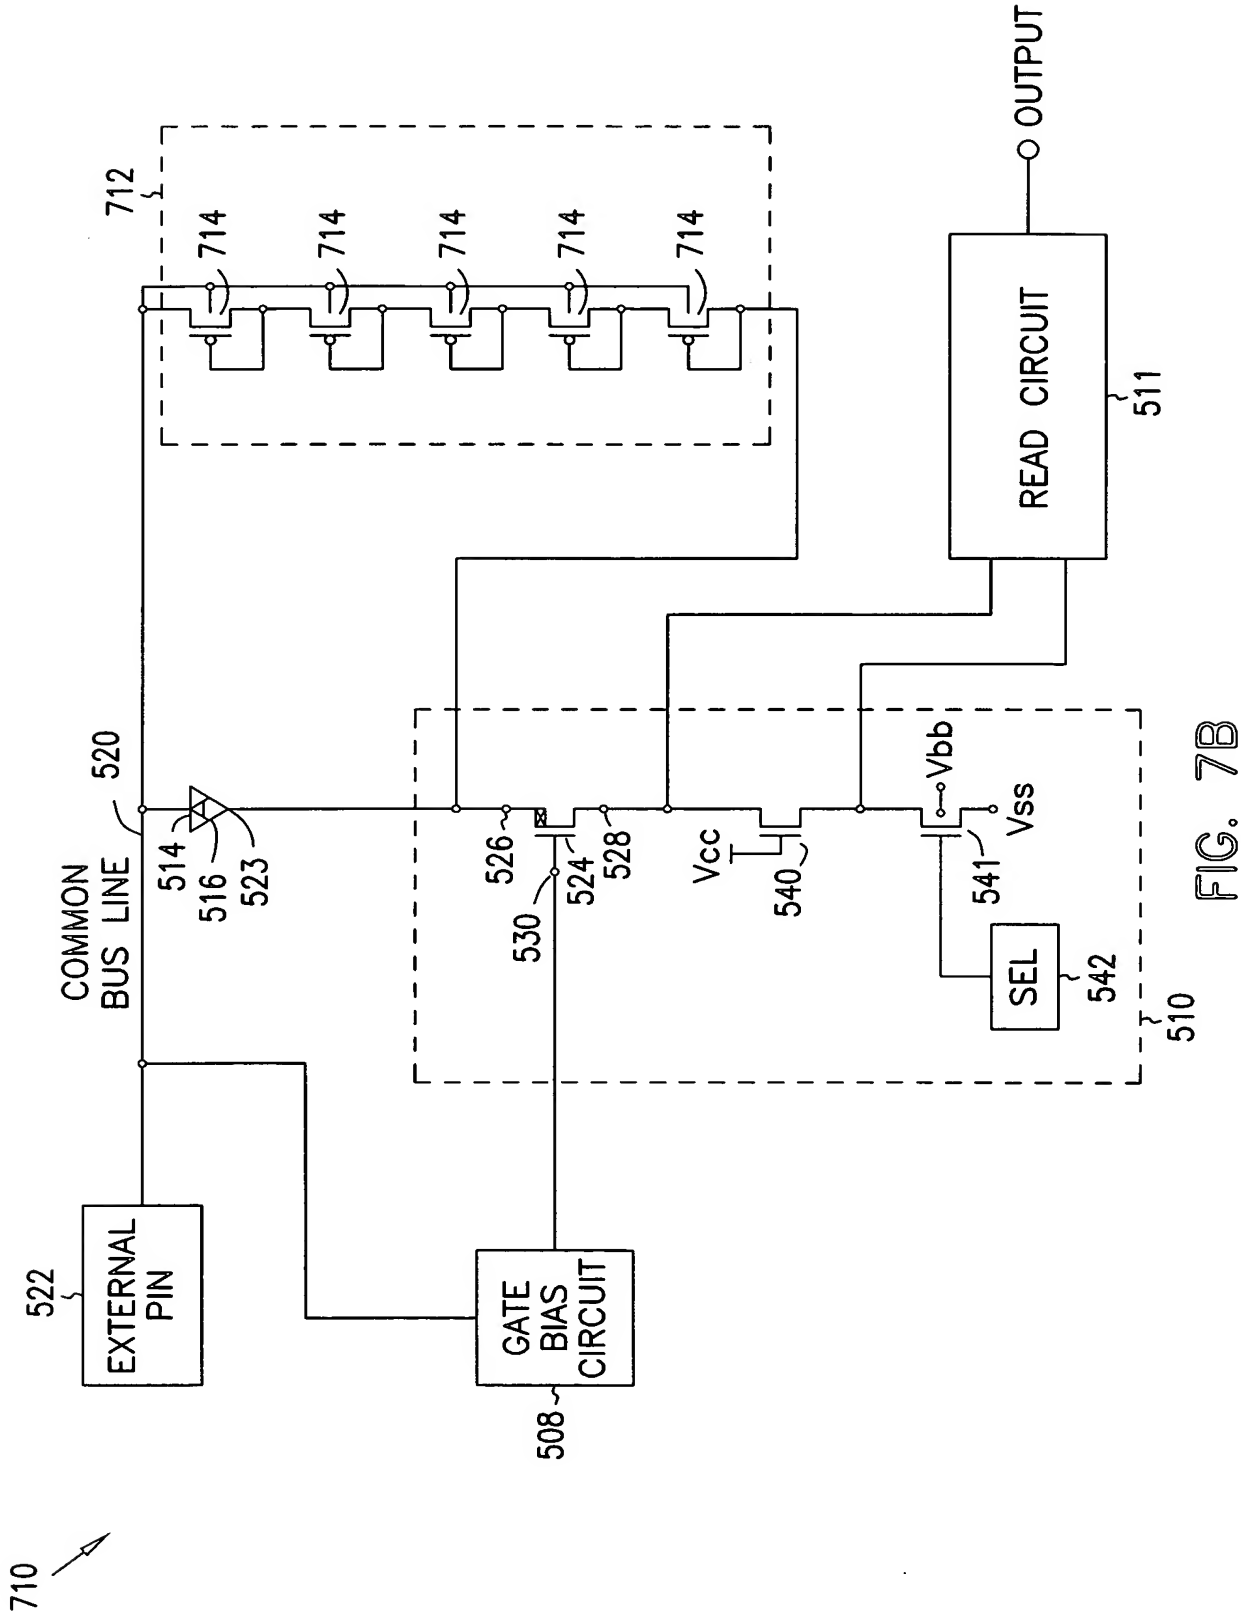 710
522
EXTERNAL
PIN
COMMON
BUS LINE
520
514
516
523
712
714
714
714
714
714
508
GATE
BIAS
CIRCUIT
530
526
524
528
Vcc
540
541
Vbb
Vss
SEL
542
510
READ CIRCUIT
511
OUTPUT
FIG. 7B